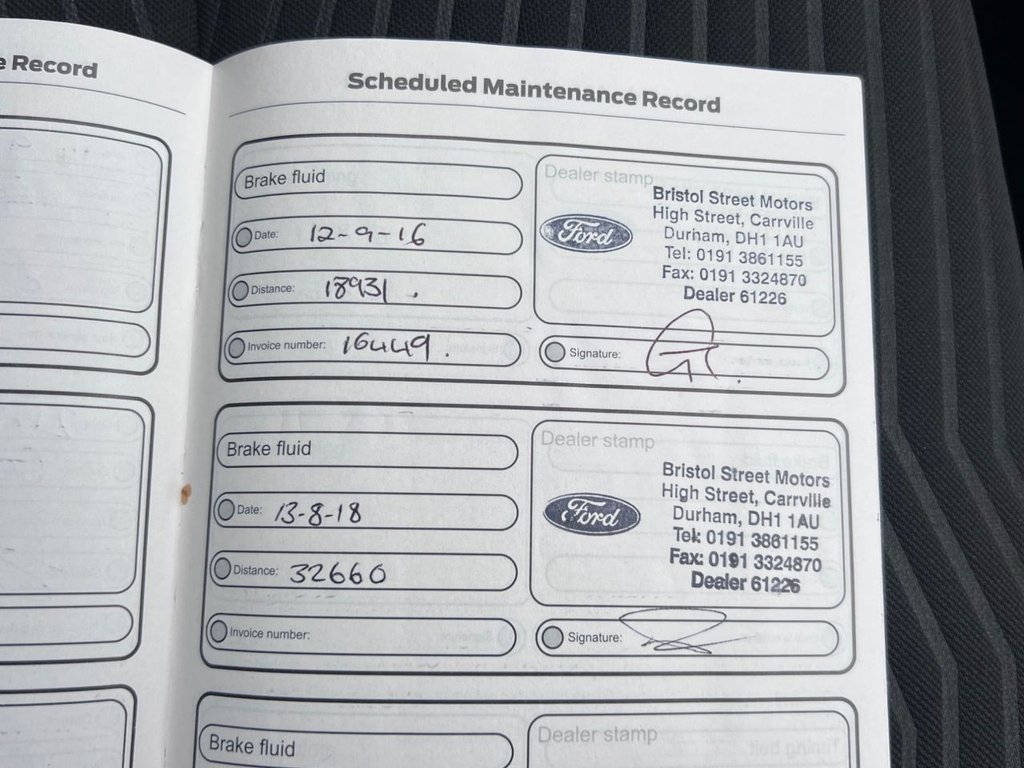 e Record
Scheduled Maintenance Record
Brake fluid
Date: 12-9-16
Distance: 18931 .
Invoice number: 16449.
Dealer stamp
Ford
Bristol Street Motors
High Street, Carrville
Durham, DH1 1AU
Tel: 0191 3861155
Fax: 0191 3324870
Dealer 61226
Signature:
Brake fluid
Date: 13-8-18
Distance: 32660
Invoice number:
Dealer stamp
Ford
Bristol Street Motors
High Street, Carrville
Durham, DH1 1AU
Tel: 0191 3861155
Fax: 0191 3324870
Dealer 61226
Signature:
Brake fluid
Dealer stamp